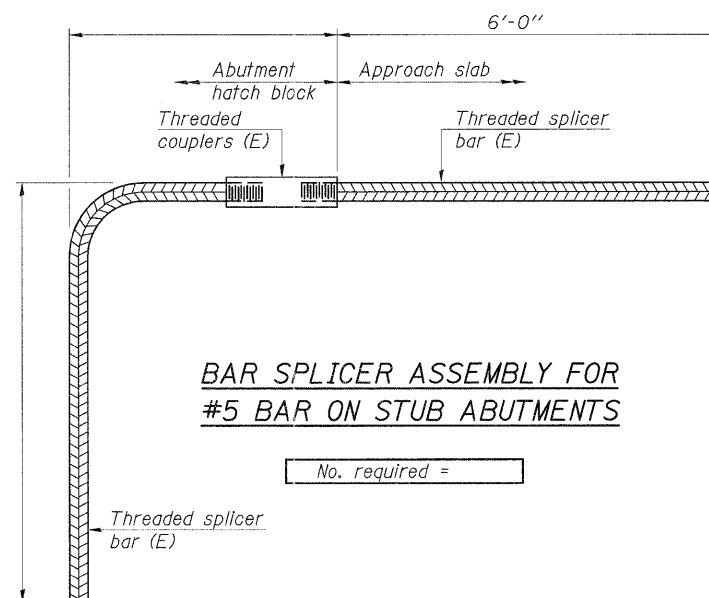 6'-0"
Abutment
hatch block
Approach slab
Threaded
couplers (E)
Threaded splicer
bar (E)
BAR SPLICER ASSEMBLY FOR
#5 BAR ON STUB ABUTMENTS
No. required =
Threaded splicer
bar (E)